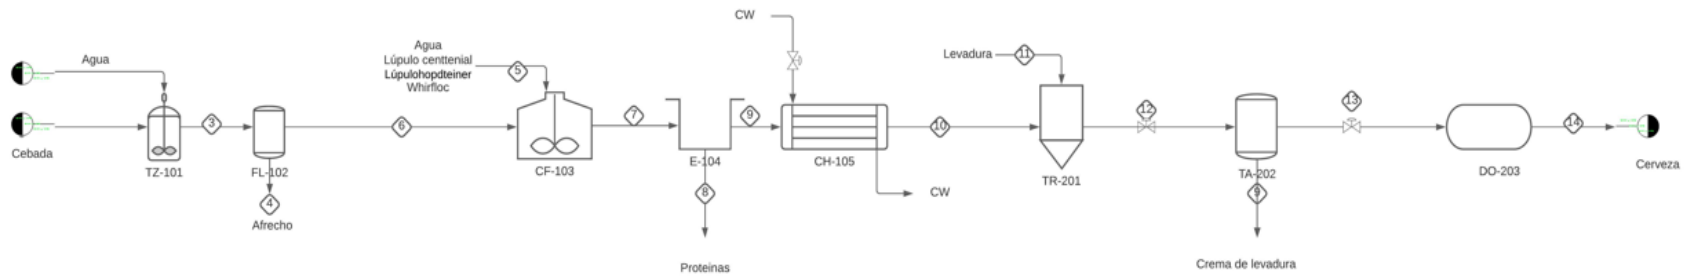 CW
Agua
Agua
Lúpulo centtenial
Lúpulohopdteiner
Whirfloc
5
Levadura
11
Cebada
TZ-101
3
FL-102
4
Afrecho
6
CF-103
7
E-104
8
Proteinas
9
CH-105
CW
10
TR-201
12
TA-202
9
Crema de levadura
13
DO-203
14
Cerveza